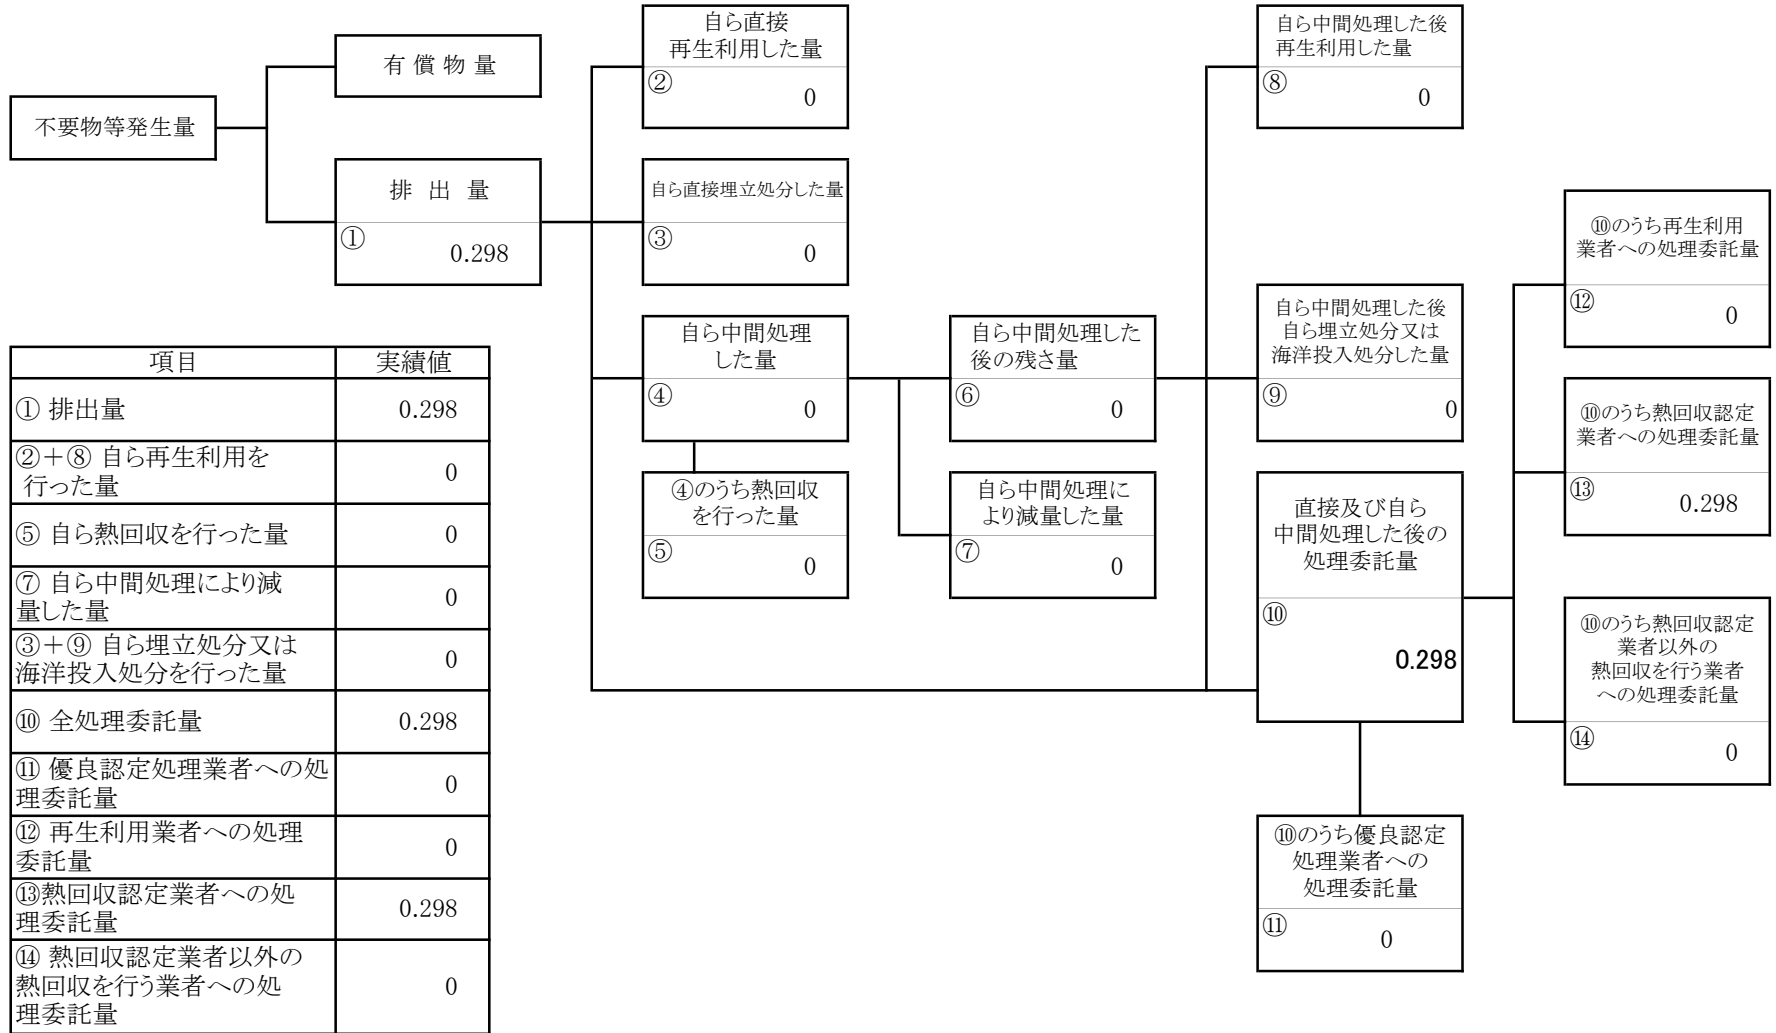 不要物等発生量
有 償 物 量
排 出 量
①
0.298
自ら直接
再生利用した量
②
0
自ら直接埋立処分した量
③
0
自ら中間処理
した量
④
0
④のうち熱回収
を行った量
⑤
0
自ら中間処理した
後の残さ量
⑥
0
自ら中間処理に
より減量した量
⑦
0
自ら中間処理した後
再生利用した量
⑧
0
自ら中間処理した後
自ら埋立処分又は
海洋投入処分した量
⑨
0
直接及び自ら
中間処理した後の
処理委託量
⑩
0.298
⑩のうち優良認定
処理業者への
処理委託量
⑪
0
⑩のうち再生利用
業者への処理委託量
⑫
0
⑩のうち熱回収認定
業者への処理委託量
⑬
0.298
⑩のうち熱回収認定
業者以外の
熱回収を行う業者
への処理委託量
⑭
0
項目 実績値
① 排出量 0.298
②＋⑧ 自ら再生利用を
行った量 0
⑤ 自ら熱回収を行った量 0
⑦ 自ら中間処理により減
量した量 0
③＋⑨ 自ら埋立処分又は
海洋投入処分を行った量 0
⑩ 全処理委託量 0.298
⑪ 優良認定処理業者への処
理委託量 0
⑫ 再生利用業者への処理
委託量 0
⑬熱回収認定業者への処
理委託量 0.298
⑭ 熱回収認定業者以外の
熱回収を行う業者への処
理委託量 0